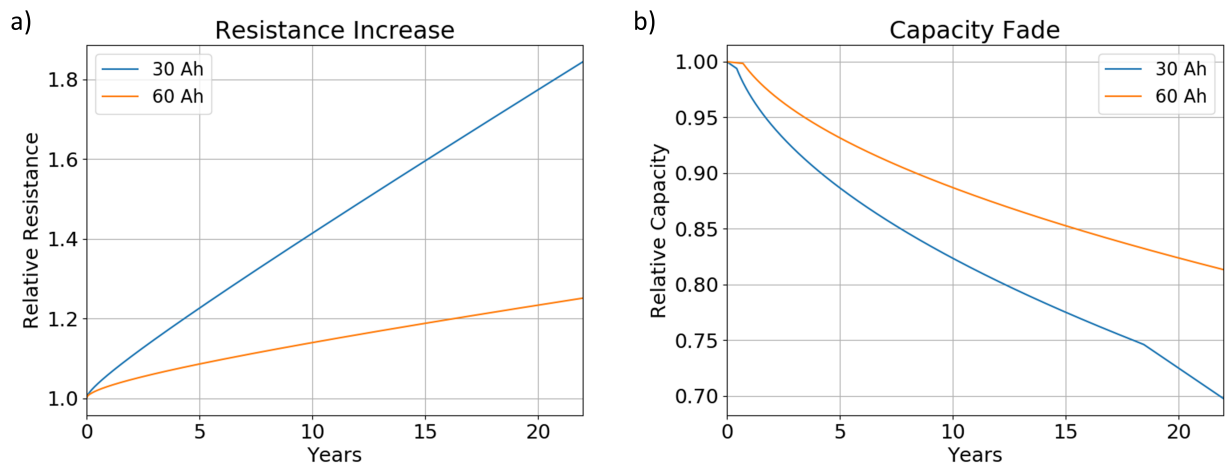 a)
Resistance Increase
30 Ah
60 Ah
Relative Resistance
1.8
1.6
1.4
1.2
1.0
0 5 10 15 20
Years
b)
Capacity Fade
30 Ah
60 Ah
Relative Capacity
1.00
0.95
0.90
0.85
0.80
0.75
0.70
0 5 10 15 20
Years